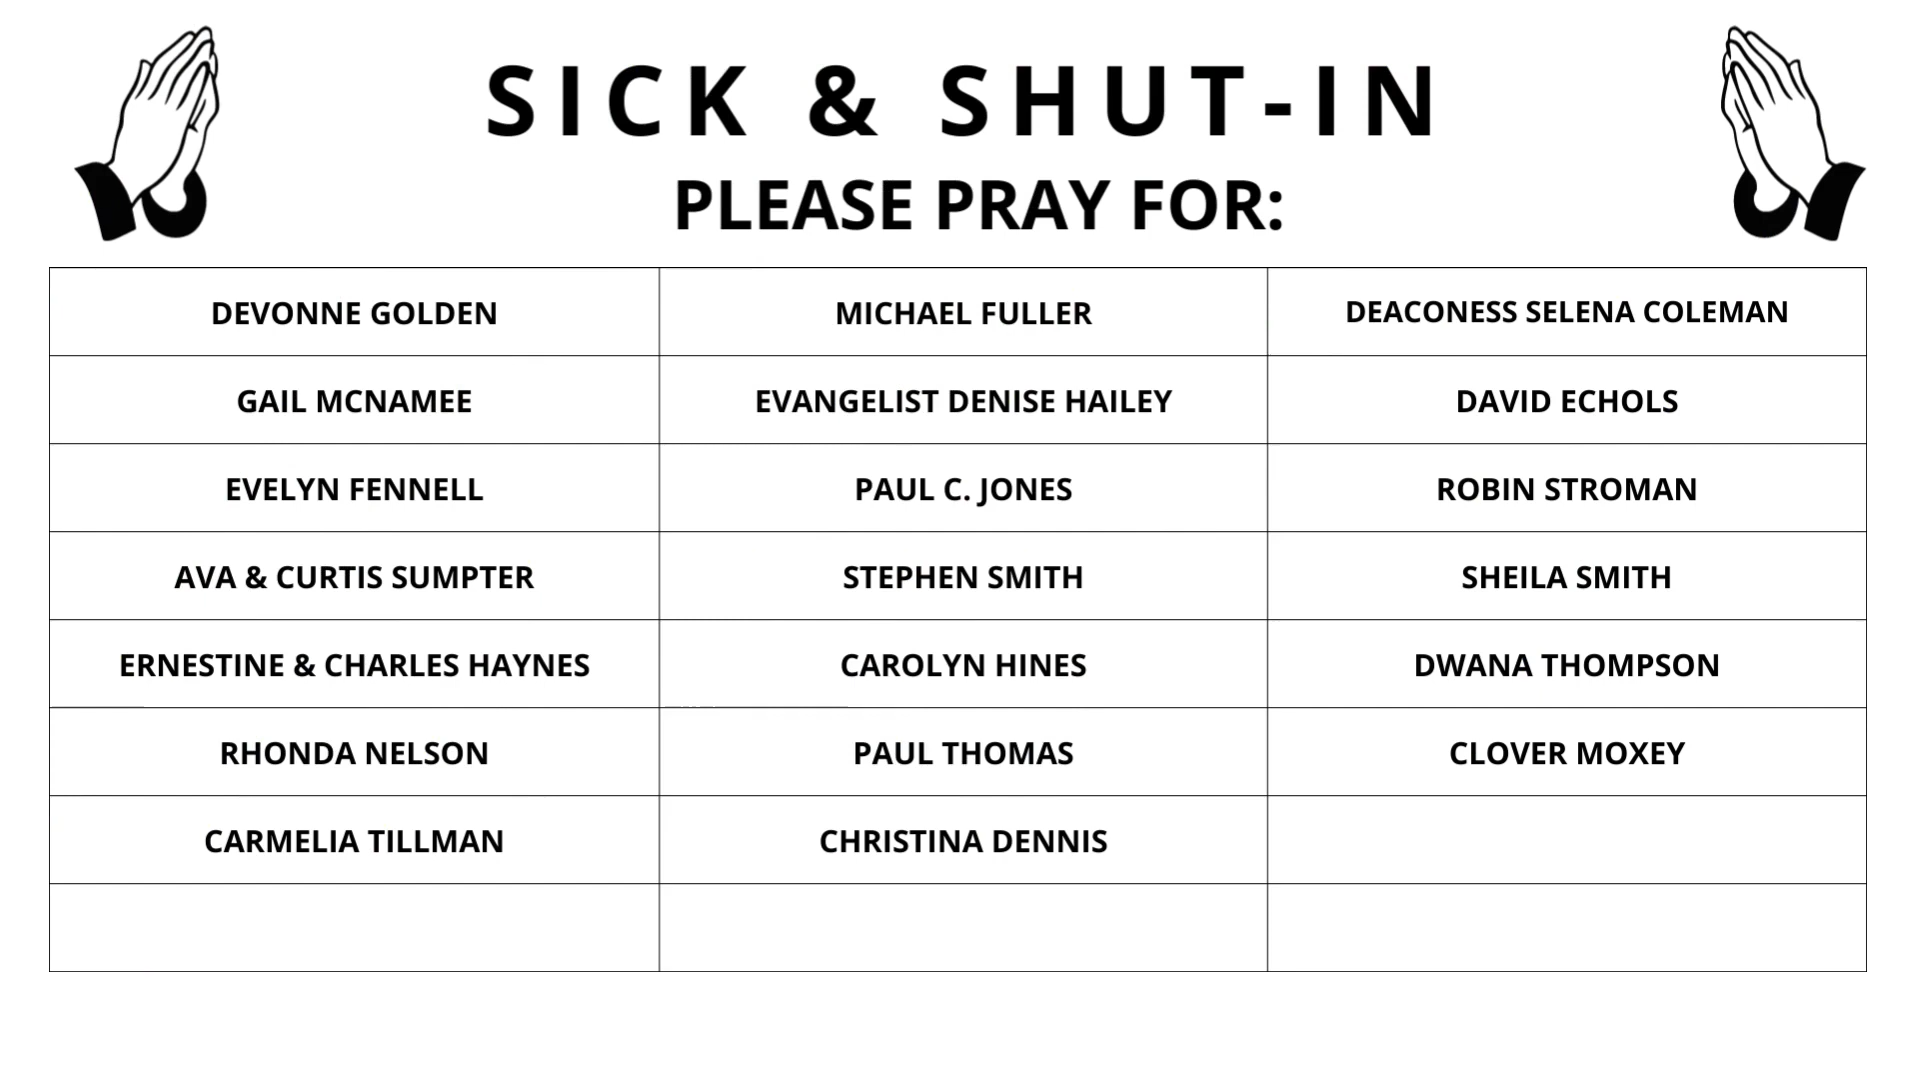 SICK & SHUT-IN
PLEASE PRAY FOR:
DEVONNE GOLDEN
MICHAEL FULLER
DEACONESS SELENA COLEMAN
GAIL MCNAMEE
EVANGELIST DENISE HAILEY
DAVID ECHOLS
EVELYN FENNELL
PAUL C. JONES
ROBIN STROMAN
AVA & CURTIS SUMPTER
STEPHEN SMITH
SHEILA SMITH
ERNESTINE & CHARLES HAYNES
CAROLYN HINES
DWANA THOMPSON
RHONDA NELSON
PAUL THOMAS
CLOVER MOXEY
CARMELIA TILLMAN
CHRISTINA DENNIS